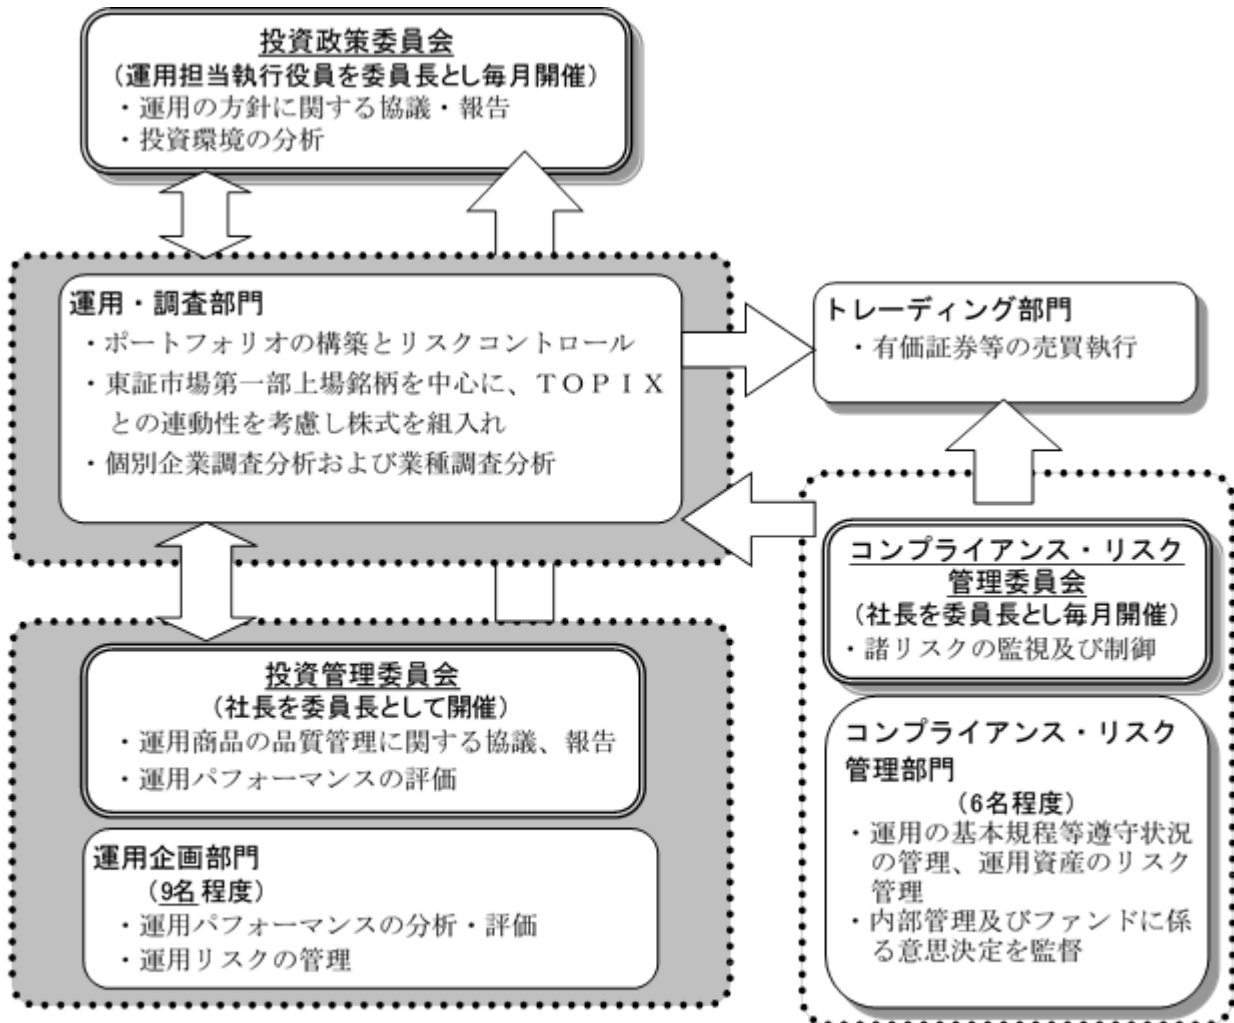 投資政策委員会
（運用担当執行役員を委員長とし毎月開催）
・運用の方針に関する協議・報告
・投資環境の分析
運用・調査部門
・ポートフォリオの構築とリスクコントロール
・東証市場第一部上場銘柄を中心に、ＴＯＰＩＸ
との連動性を考慮し株式を組入れ
・個別企業調査分析および業種調査分析
トレーディング部門
・有価証券等の売買執行
投資管理委員会
（社長を委員長として開催）
・運用商品の品質管理に関する協議、報告
・運用パフォーマンスの評価
運用企画部門
（9名程度）
・運用パフォーマンスの分析・評価
・運用リスクの管理
コンプライアンス・リスク
管理委員会
（社長を委員長とし毎月開催）
・諸リスクの監視及び制御
コンプライアンス・リスク
管理部門
（6名程度）
・運用の基本規程等遵守状況
の管理、運用資産のリスク
管理
・内部管理及びファンドに係
る意思決定を監督